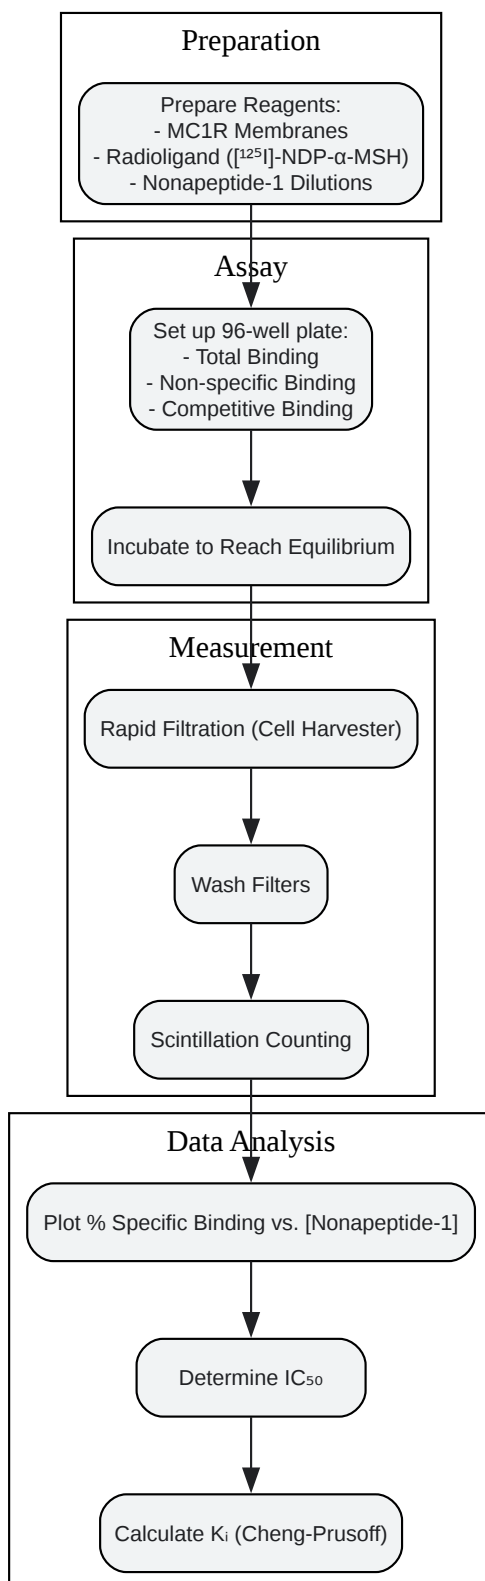 Preparation
Prepare Reagents:
- MC1R Membranes
- Radioligand ([¹²⁵I]-NDP-α-MSH)
- Nonapeptide-1 Dilutions
Assay
Set up 96-well plate:
- Total Binding
- Non-specific Binding
- Competitive Binding
Incubate to Reach Equilibrium
Measurement
Rapid Filtration (Cell Harvester)
Wash Filters
Scintillation Counting
Data Analysis
Plot % Specific Binding vs. [Nonapeptide-1]
Determine IC₅₀
Calculate Kᵢ (Cheng-Prusoff)